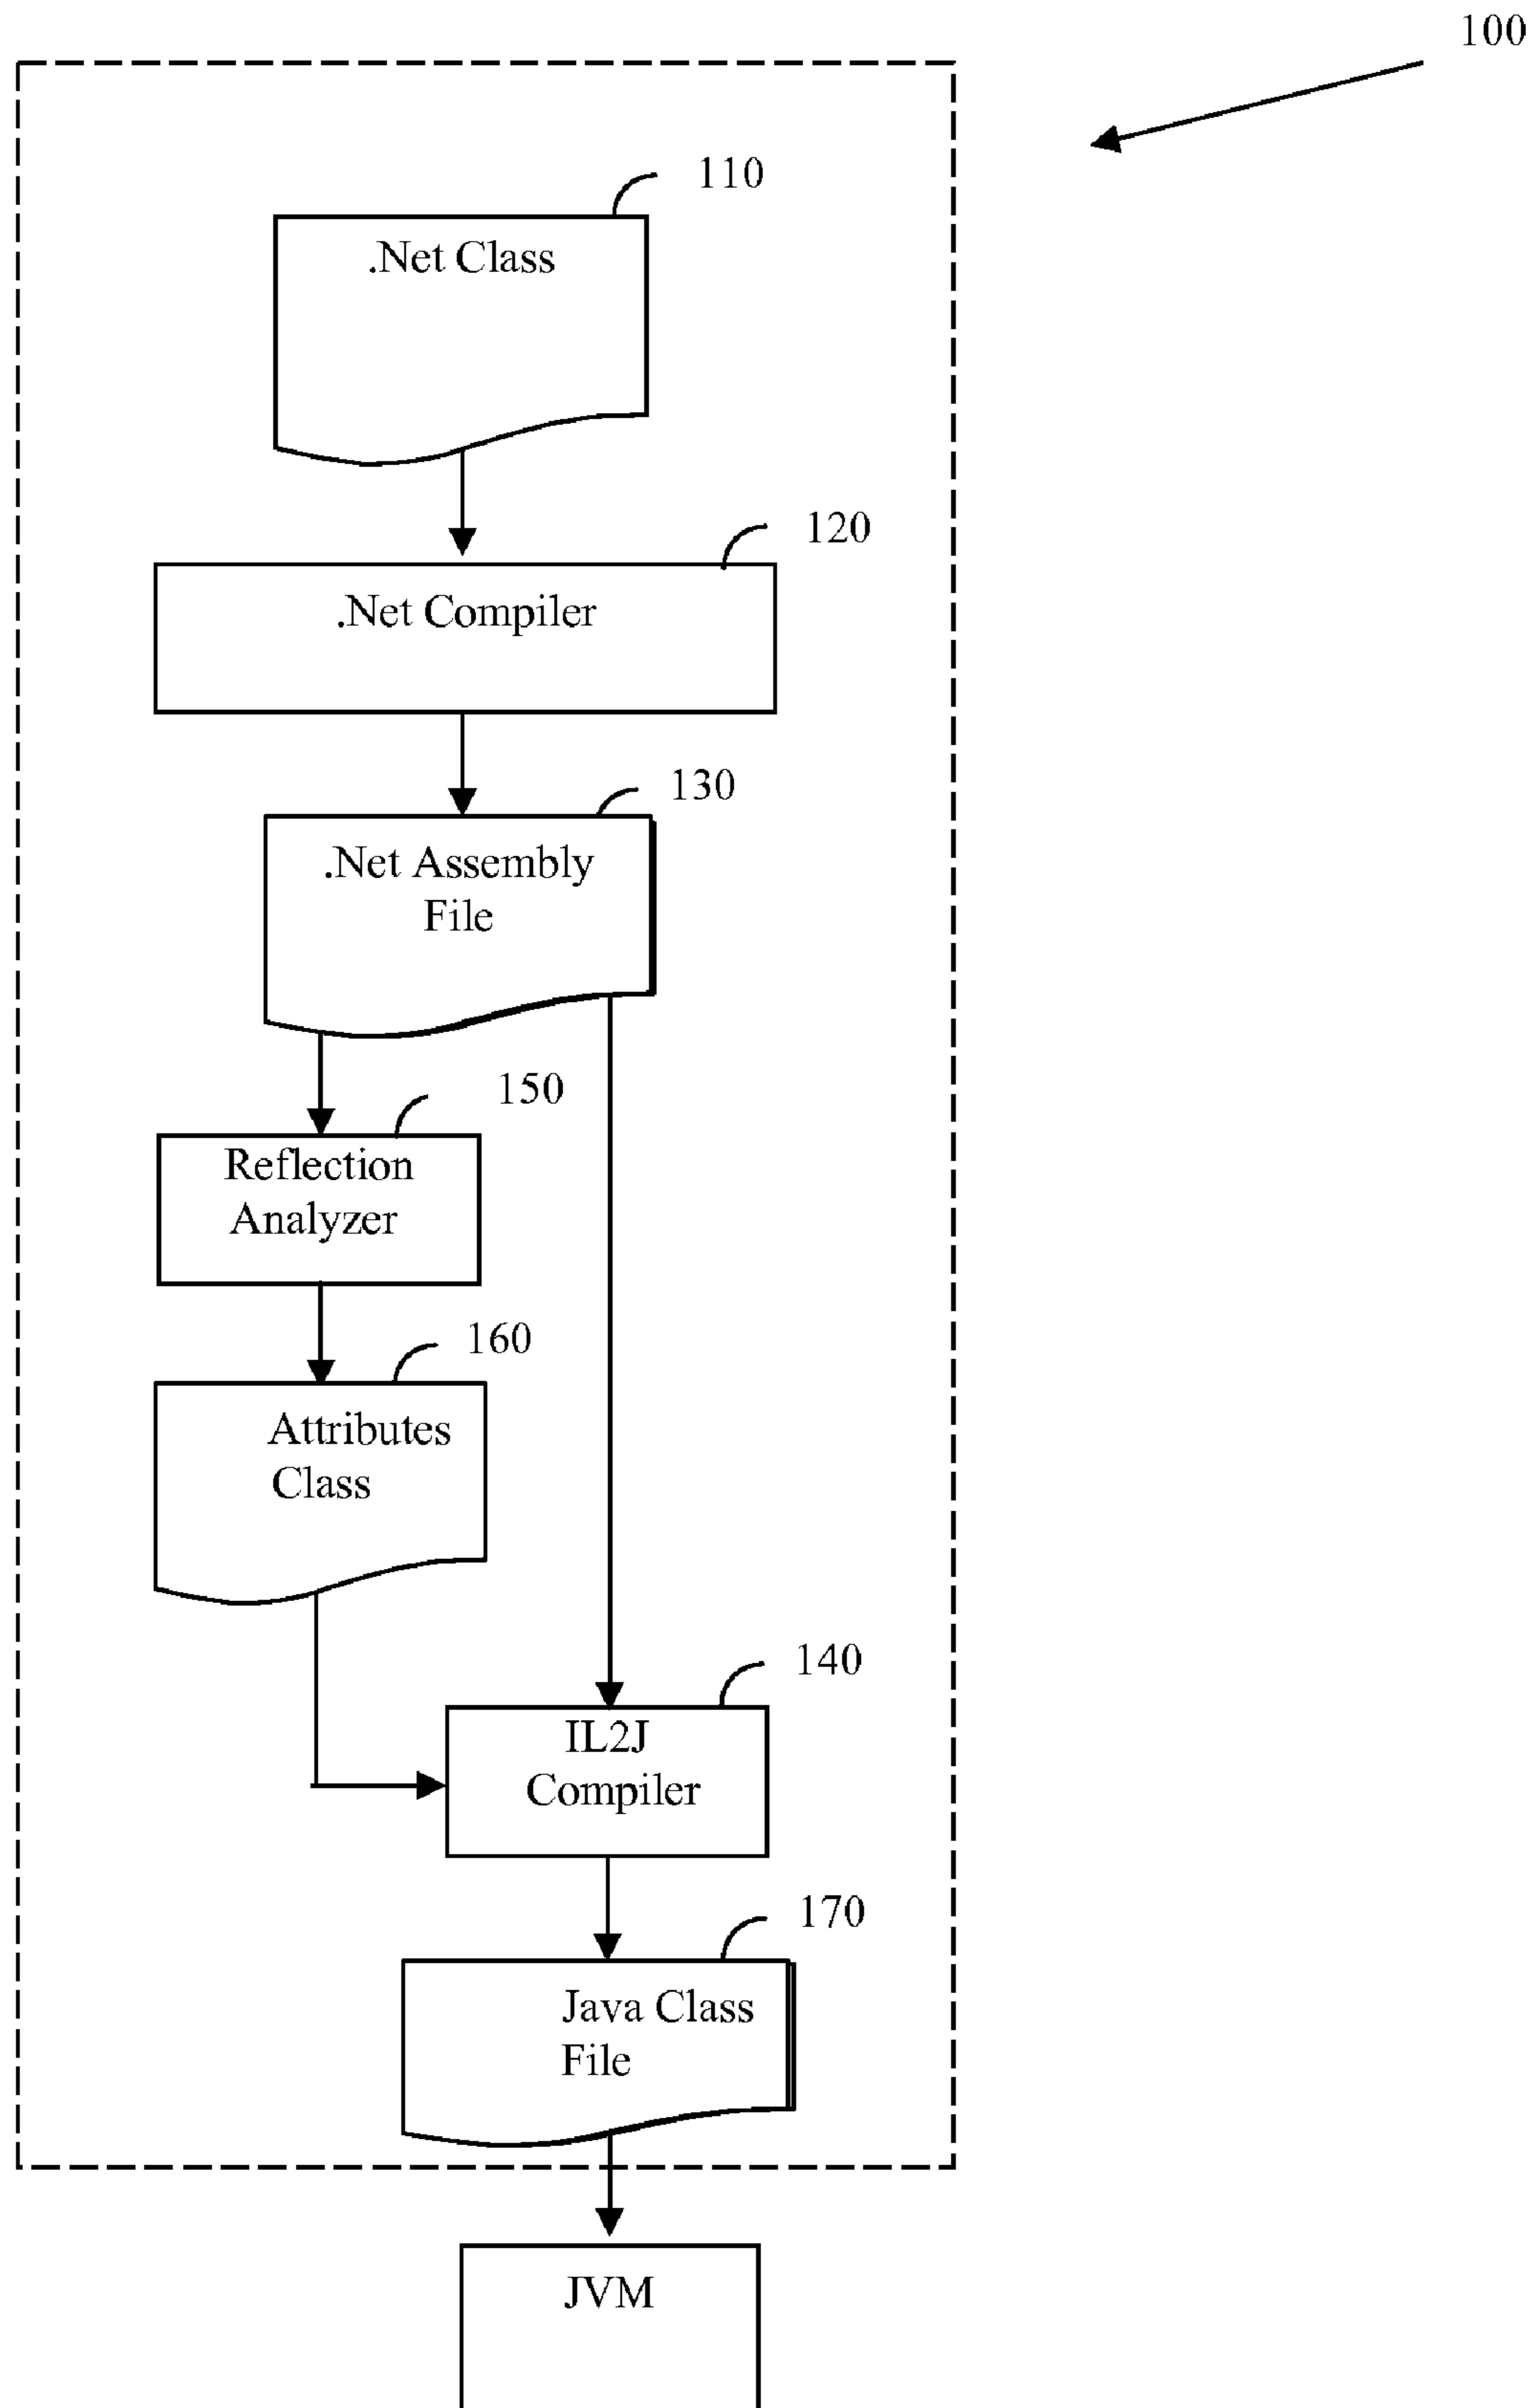 100
110
.Net Class
120
.Net Compiler
130
.Net Assembly
File
150
Reflection
Analyzer
160
Attributes
Class
140
IL2J
Compiler
170
Java Class
File
JVM